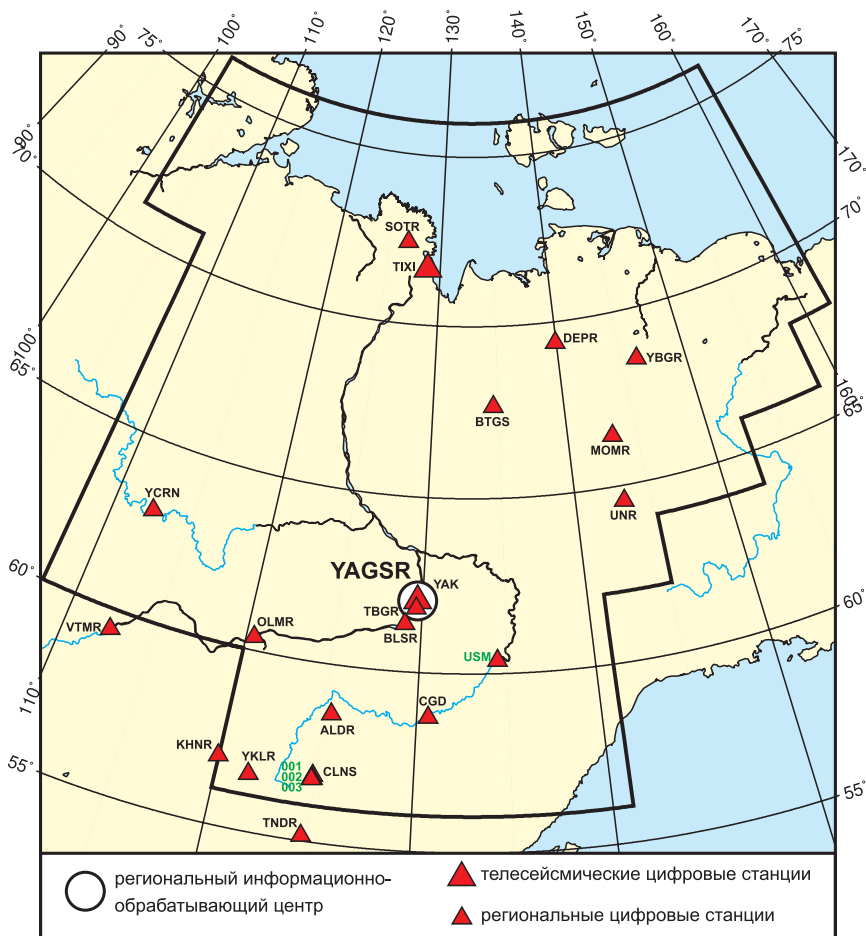 90° 75° 100° 110° 120° 130° 140° 150° 160° 170° 75°
80°
70°
170°
70°
SOTR
TIXI
DEPR
YBGR
100°
65°
160°
65°
BTGS
MOMR
YCRN
UNR
60°
YAGSR
YAK
TBGR
60°
VTMR
OLMR
BLSR
USM
110°
CGD
ALDR
KHNR
YKLR
001
002
003
CLNS
55°
55°
TNDR
региональный информационно-
обрабатывающий центр
телесейсмические цифровые станции
региональные цифровые станции